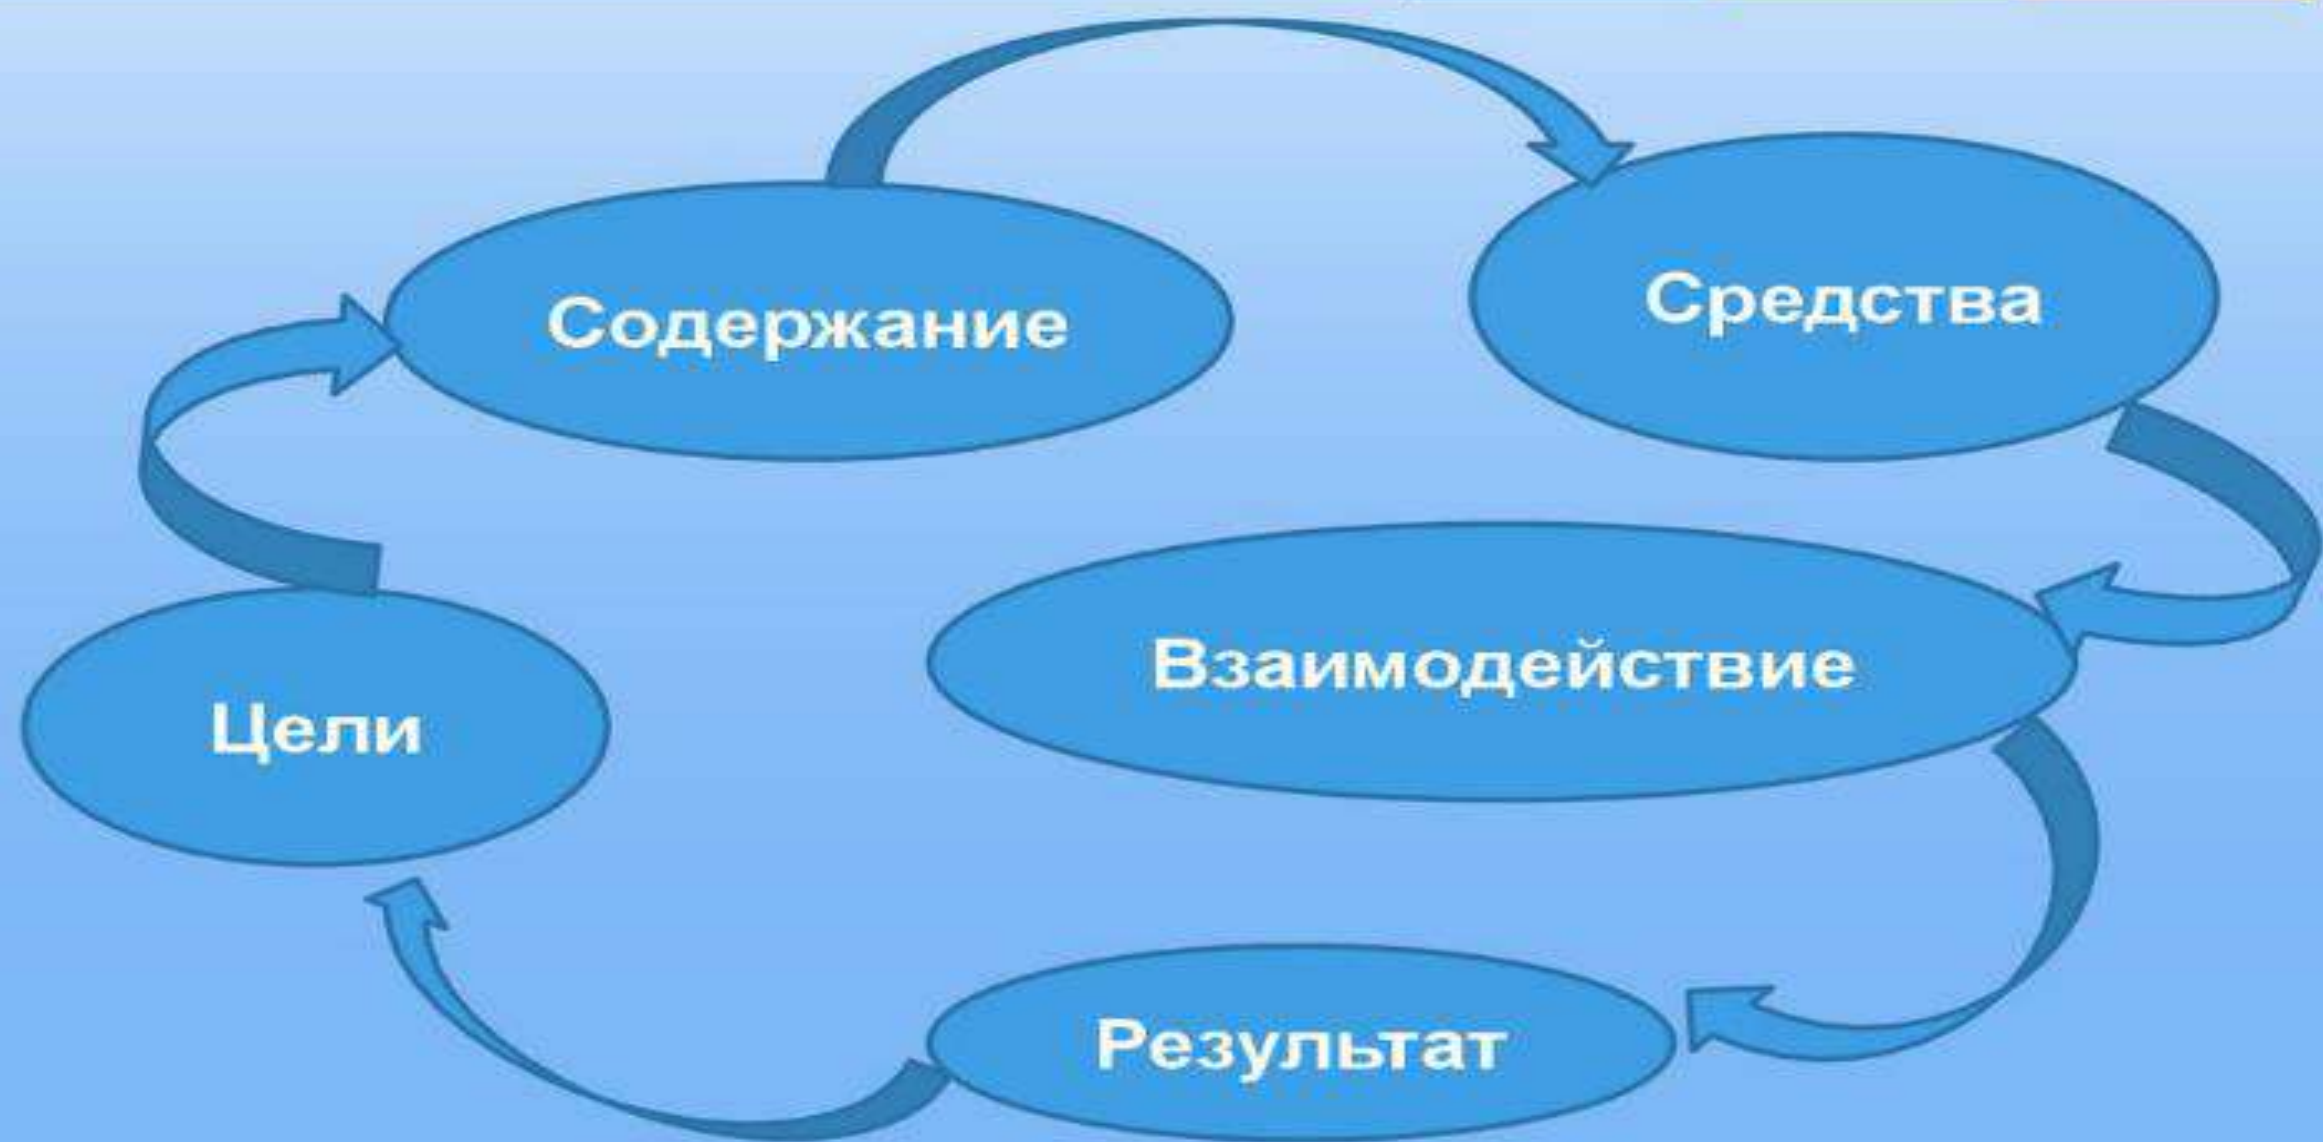 Содержание
Средства
Взаимодействие
Цели
Результат